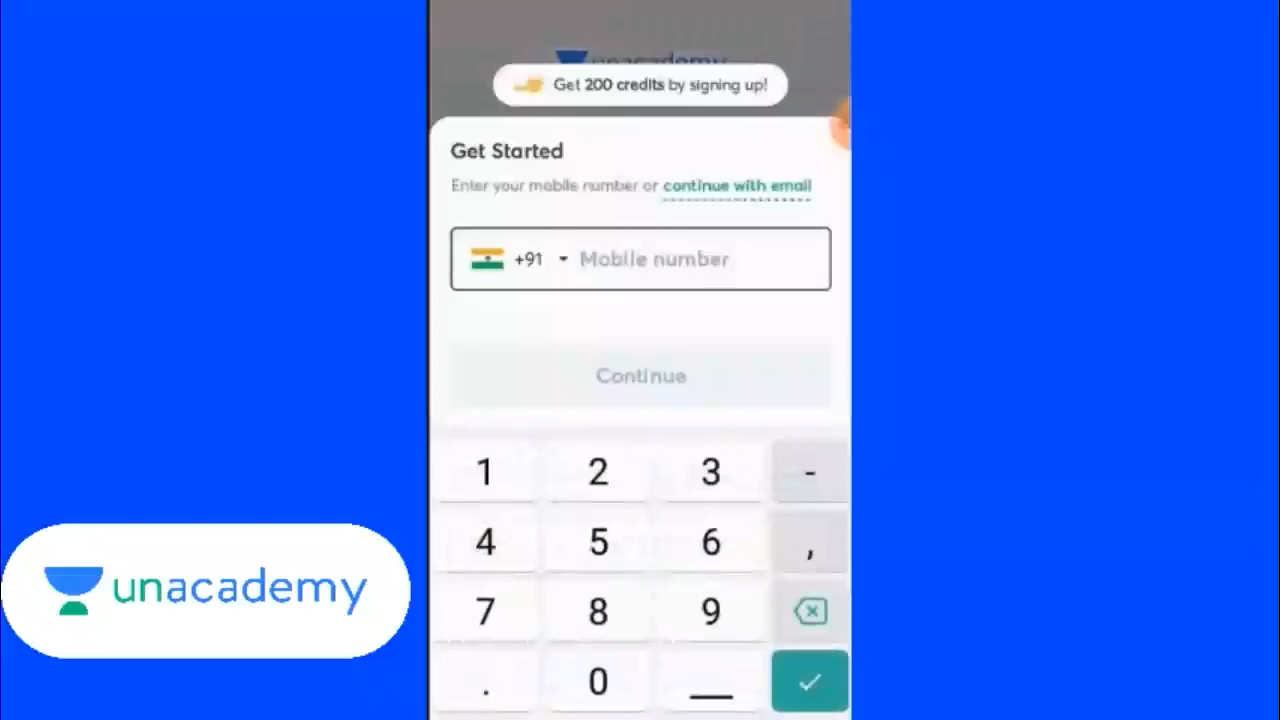 unacademy
Get 200 credits by signing up!
Get Started
Enter your mobile number or continue with email
+91 Mobile number
Continue
1 2 3 -
4 5 6 ,
7 8 9
. 0
unacademy